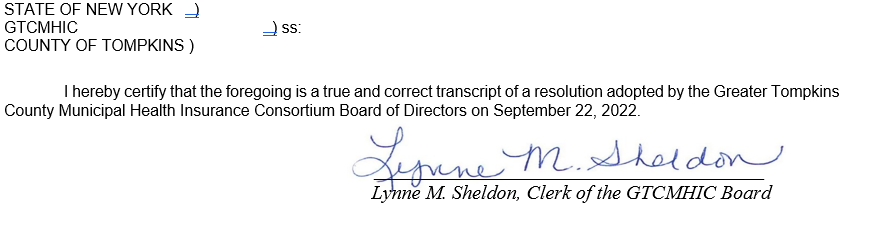 STATE OF NEW YORK )
GTCMHIC ) ss:
COUNTY OF TOMPKINS )
I hereby certify that the foregoing is a true and correct transcript of a resolution adopted by the Greater Tompkins
County Municipal Health Insurance Consortium Board of Directors on September 22, 2022.
Lynne M. Sheldon
Lynne M. Sheldon, Clerk of the GTCMHIC Board